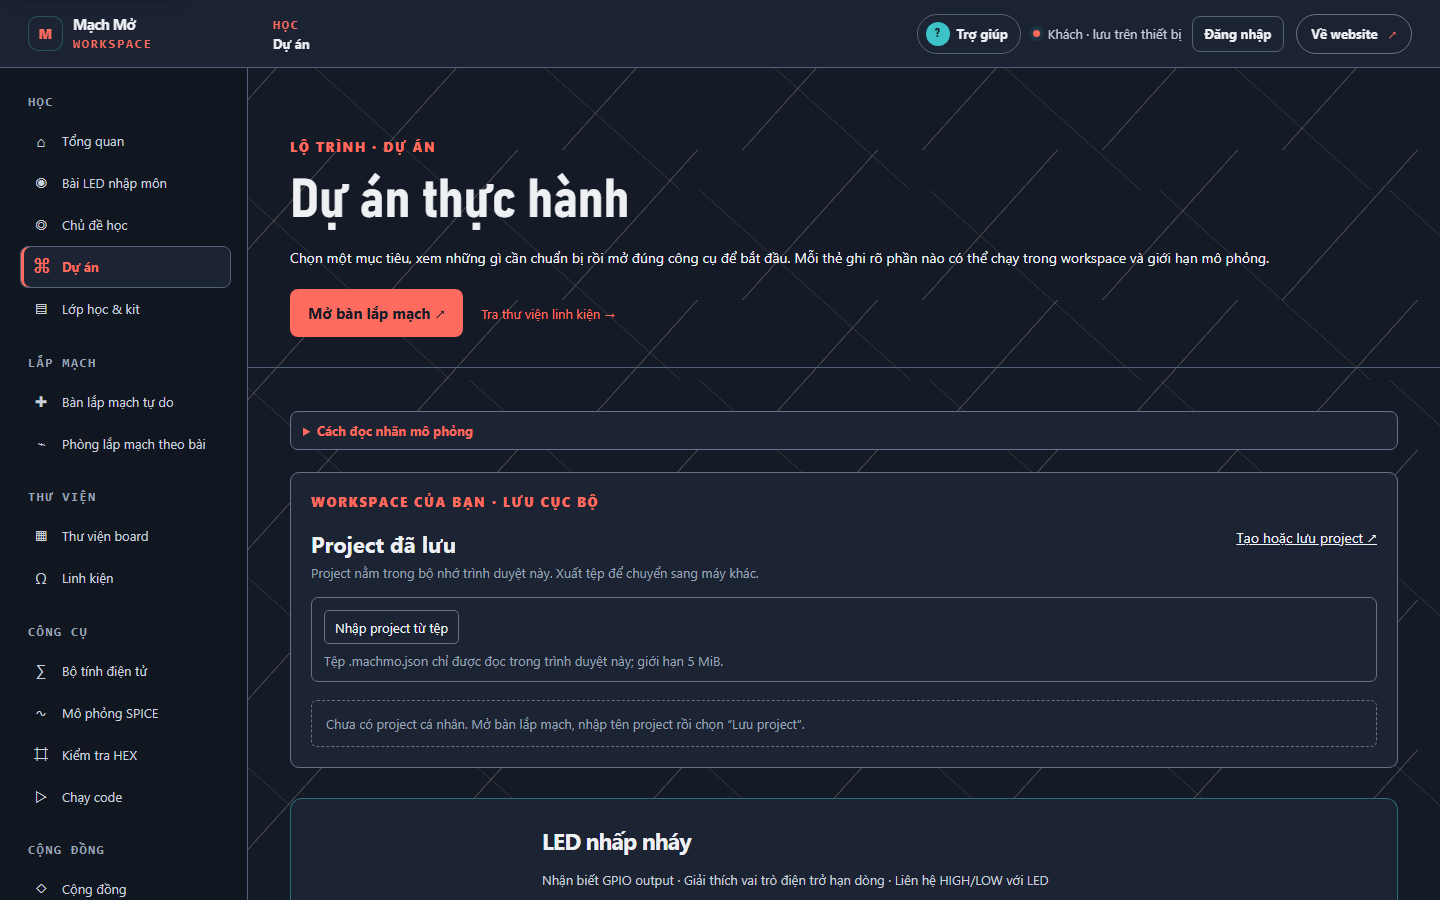 M
Mạch Mở
WORKSPACE
HỌC
Dự án
? Trợ giúp
Khách · lưu trên thiết bị
Đăng nhập
Về website ↗
HỌC
Tổng quan
Bài LED nhập môn
Chủ đề học
Dự án
Lớp học & kit
LẮP MẠCH
Bàn lắp mạch tự do
Phòng lắp mạch theo bài
THƯ VIỆN
Thư viện board
Linh kiện
CÔNG CỤ
Bộ tính điện tử
Mô phỏng SPICE
Kiểm tra HEX
Chạy code
CỘNG ĐỒNG
Cộng đồng
LỘ TRÌNH · DỰ ÁN
Dự án thực hành
Chọn một mục tiêu, xem những gì cần chuẩn bị rồi mở đúng công cụ để bắt đầu. Mỗi thẻ ghi rõ phần nào có thể chạy trong workspace và giới hạn mô phỏng.
Mở bàn lắp mạch ↗
Tra thư viện linh kiện →
Cách đọc nhãn mô phỏng
WORKSPACE CỦA BẠN · LƯU CỤC BỘ
Project đã lưu
Tạo hoặc lưu project ↗
Project nằm trong bộ nhớ trình duyệt này. Xuất tệp để chuyển sang máy khác.
Nhập project từ tệp
Tệp .machmo.json chỉ được đọc trong trình duyệt này; giới hạn 5 MiB.
Chưa có project cá nhân. Mở bàn lắp mạch, nhập tên project rồi chọn “Lưu project”.
LED nhấp nháy
Nhận biết GPIO output · Giải thích vai trò điện trở hạn dòng · Liên hệ HIGH/LOW với LED